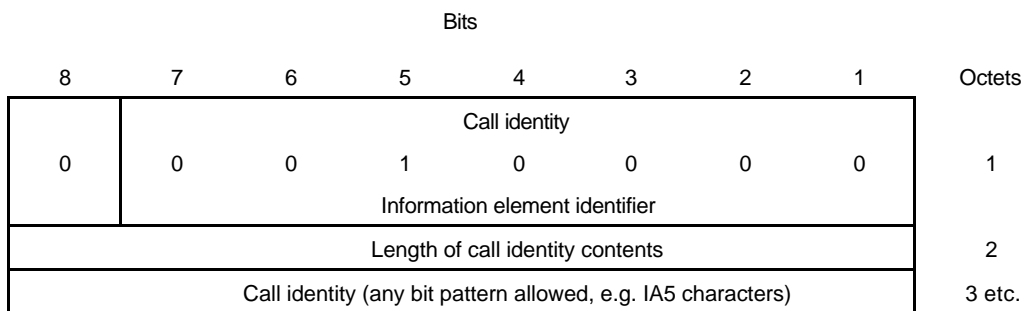 Bits
8 7 6 5 4 3 2 1 Octets
Call identity
0 0 0 1 0 0 0 0 1
Information element identifier
Length of call identity contents 2
Call identity (any bit pattern allowed, e.g. IA5 characters) 3 etc.